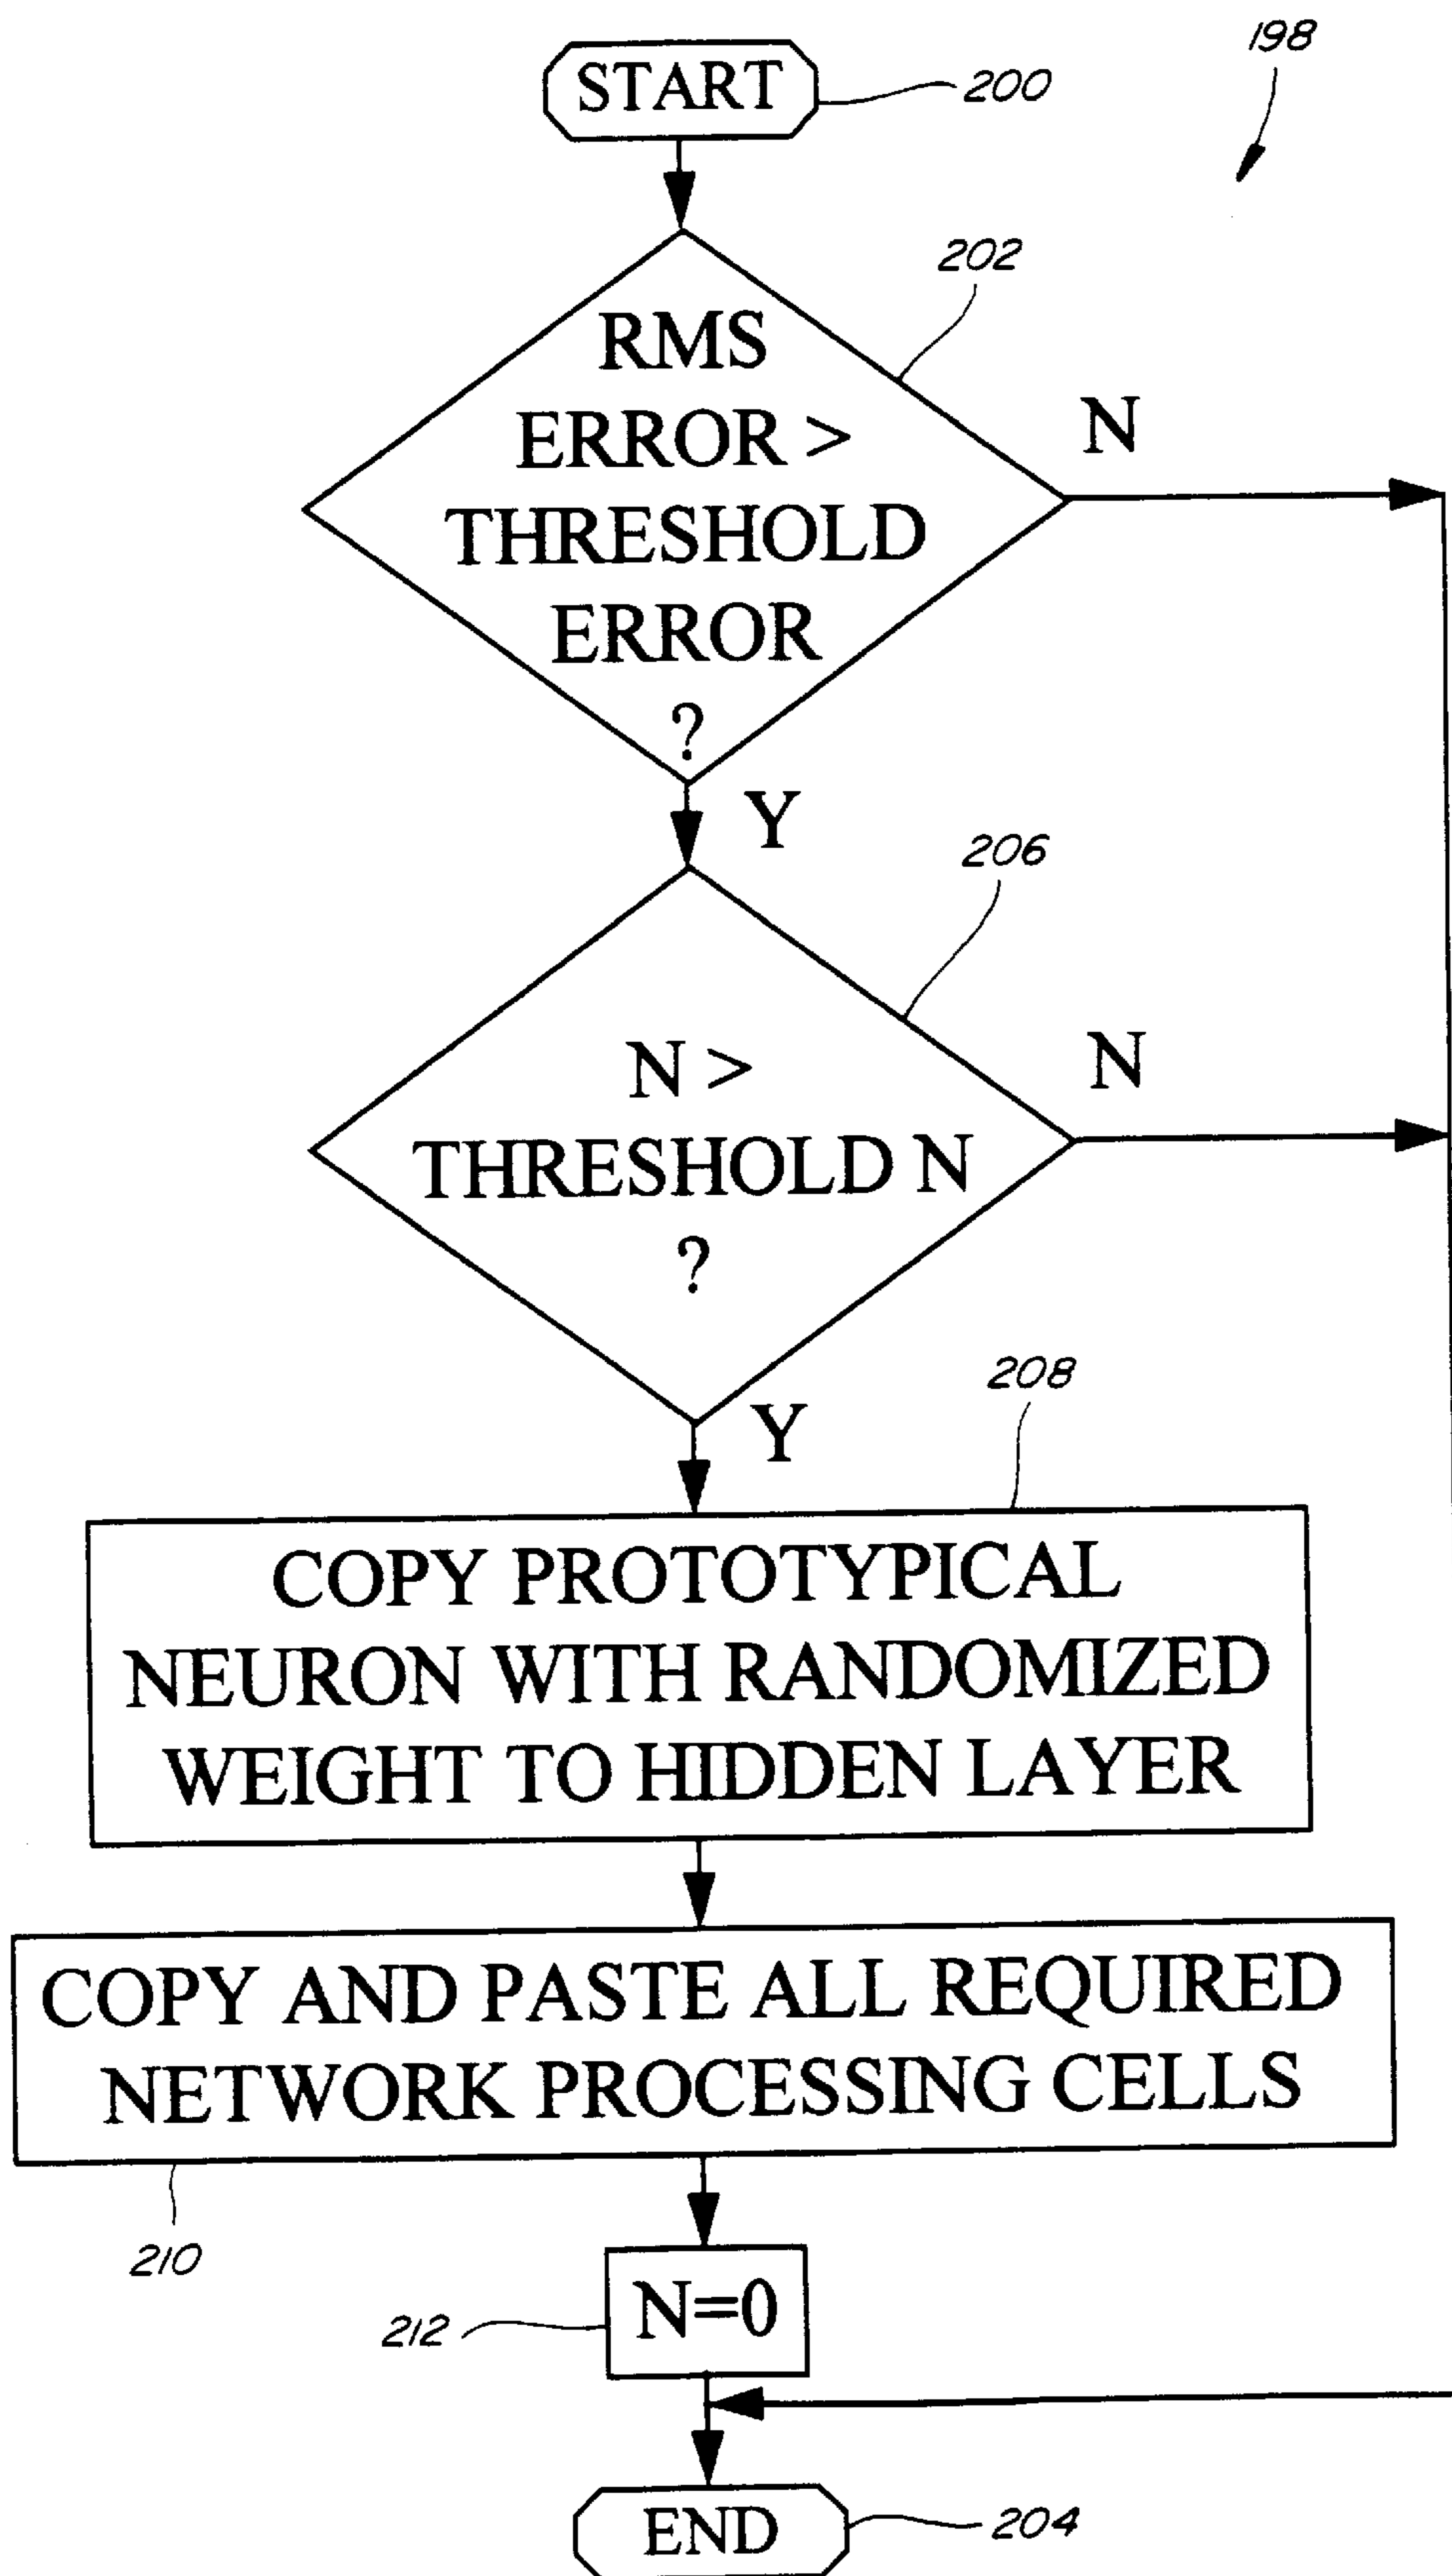 198
START
200
202
RMS
ERROR >
THRESHOLD
ERROR
?
N
Y
206
N >
THRESHOLD N
?
N
Y
208
COPY PROTOTYPICAL
NEURON WITH RANDOMIZED
WEIGHT TO HIDDEN LAYER
COPY AND PASTE ALL REQUIRED
NETWORK PROCESSING CELLS
210
N=0
212
END
204